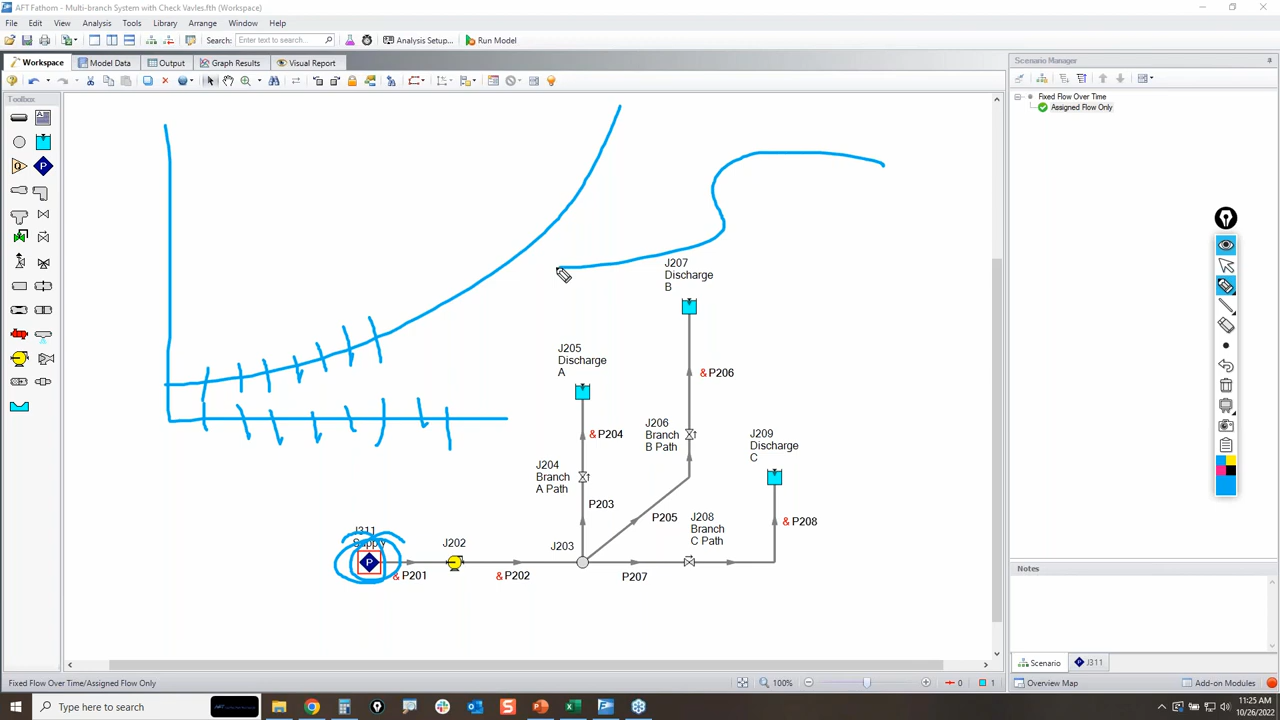 AFT Fathom - Multi-branch System with Check Vavles.fth (Workspace)
File Edit View Analysis Tools Library Arrange Window Help
Search: Enter text to search... Analysis Setup... Run Model
Workspace Model Data Output Graph Results Visual Report
Toolbox
Scenario Manager
Fixed Flow Over Time
Assigned Flow Only
J207
Discharge
B
J205
Discharge
A
&P206
J206
Branch
B Path
J209
Discharge
C
&P204
J204
Branch
A Path
P203
P205
J208
Branch
C Path
&P208
J311
Supply
J202
J203
&P201
&P202
P207
Notes
Scenario J311
Fixed Flow Over Time/Assigned Flow Only
100%
0
1
Overview Map
Add-on Modules
Type here to search
11:25 AM
10/26/2022